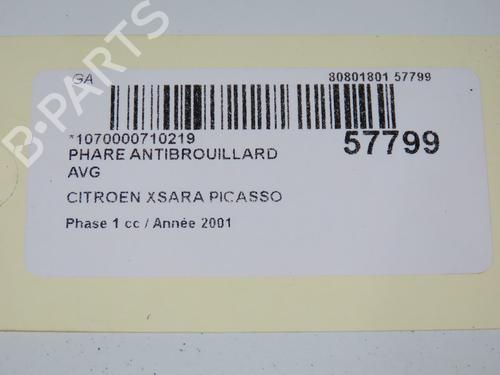 GA
80801801 57799
*1070000710219
57799
PHARE ANTIBROUILLARD
AVG
CITROEN XSARA PICASSO
Phase 1 cc / Année 2001
B-PARTS